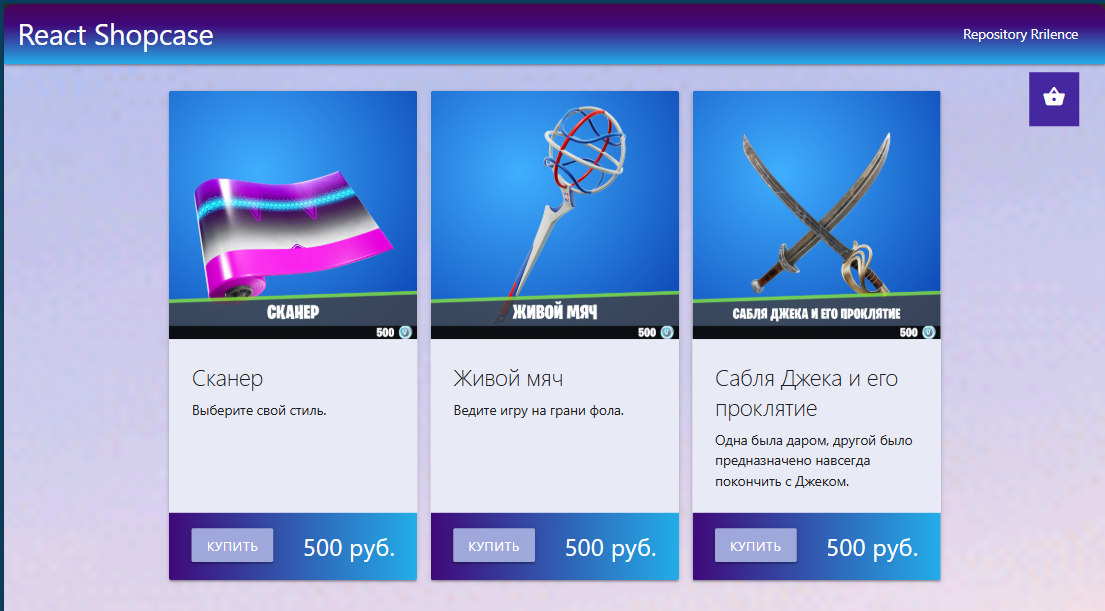 React Shopcase
Repository Rrilence
СКАНЕР
500
ЖИВОЙ МЯЧ
500
САБЛЯ ДЖЕКА И ЕГО ПРОКЛЯТИЕ
500
Сканер
Выберите свой стиль.
Живой мяч
Ведите игру на грани фола.
Сабля Джека и его
проклятие
Одна была даром, другой было
предназначено навсегда
покончить с Джеком.
КУПИТЬ
500 руб.
КУПИТЬ
500 руб.
КУПИТЬ
500 руб.